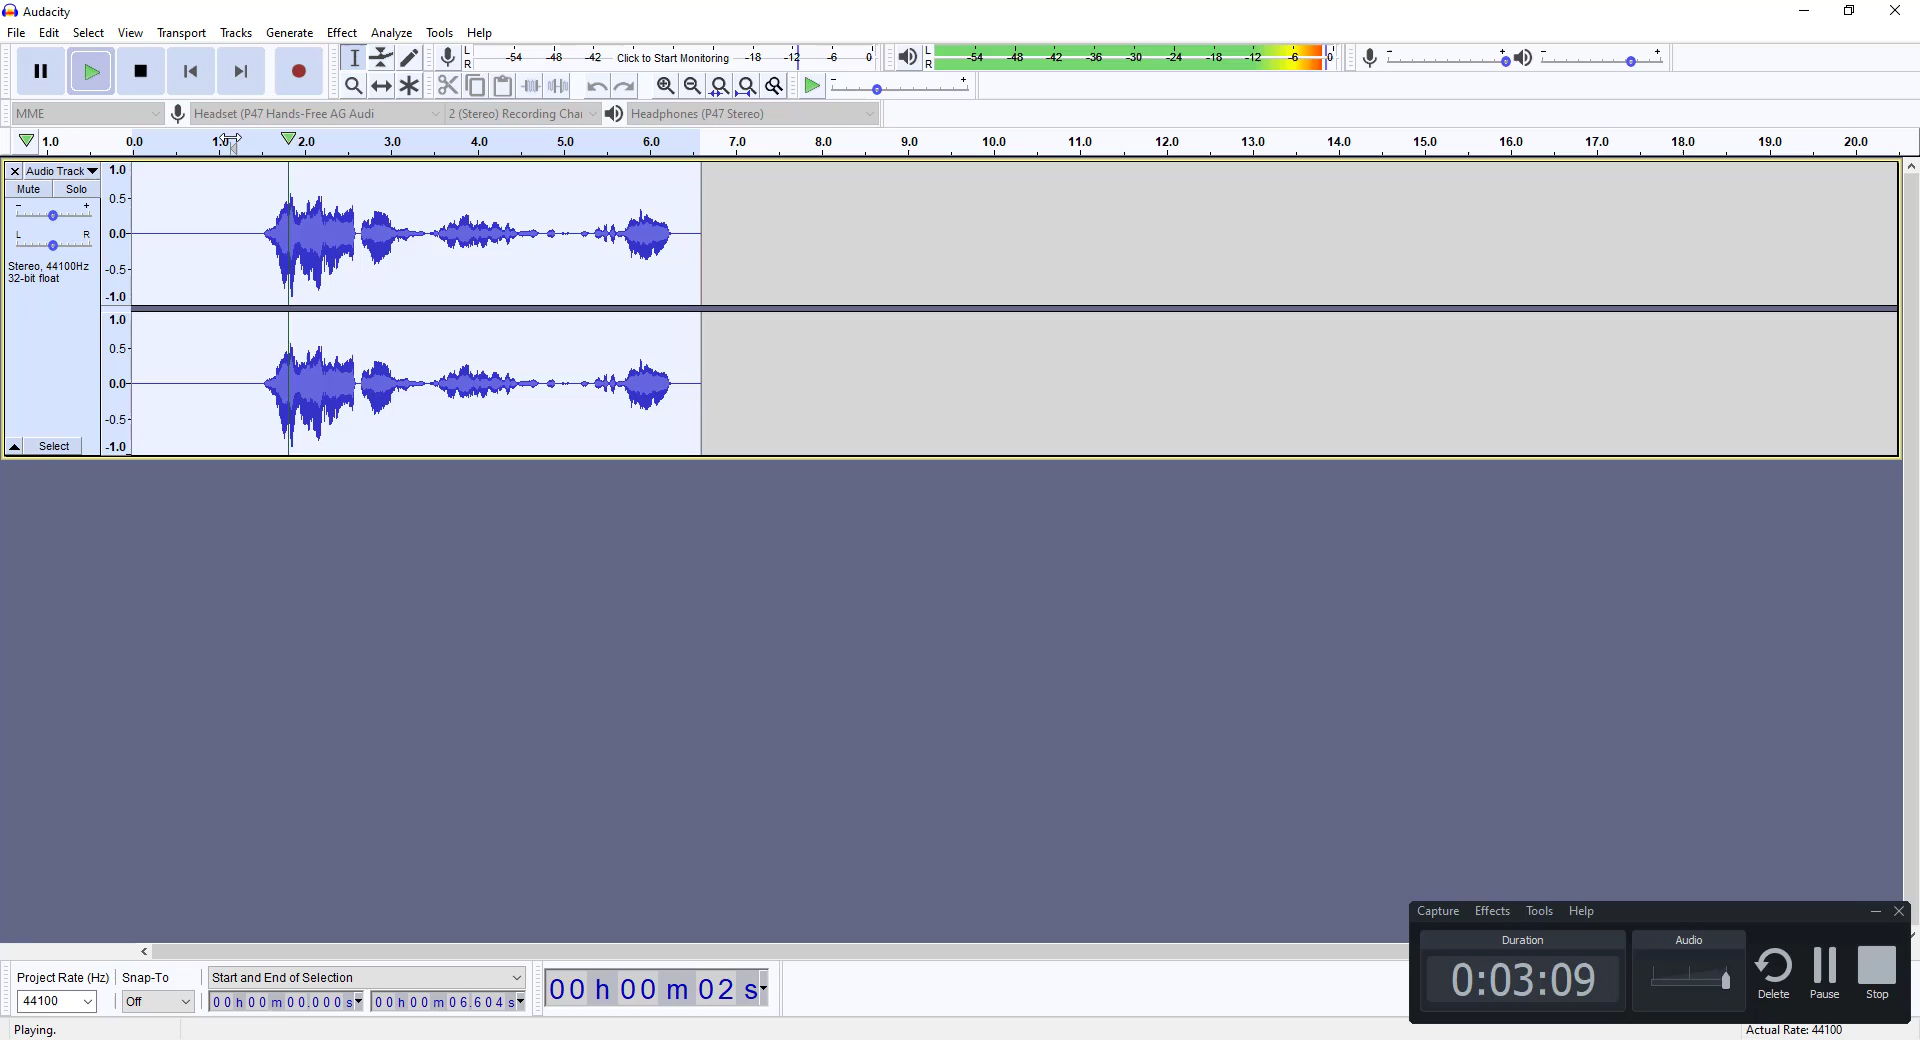 Audacity
File Edit Select View Transport Tracks Generate Effect Analyze Tools Help
L R -54 -48 -42 Click to Start Monitoring -18 -12 -6 0 L R -54 -48 -42 -36 -30 -24 -18 -12 -6 0 - + - +
- +
MME Headset (P47 Hands-Free AG Audi 2 (Stereo) Recording Char Headphones (P47 Stereo)
1.0 0.0 1.0 2.0 3.0 4.0 5.0 6.0 7.0 8.0 9.0 10.0 11.0 12.0 13.0 14.0 15.0 16.0 17.0 18.0 19.0 20.0
Audio Track 1.0
Mute Solo
- + 0.5
L R 0.0
Stereo, 44100Hz -0.5
32-bit float
-1.0
1.0
0.5
0.0
-0.5
Select -1.0
Capture Effects Tools Help
Duration Audio
0:03:09
Delete Pause Stop
Project Rate (Hz) Snap-To Start and End of Selection
44100 Off 00 h 00 m 00.000 s 00 h 00 m 06.604 s 00 h 00 m 02 s
Playing. Actual Rate: 44100